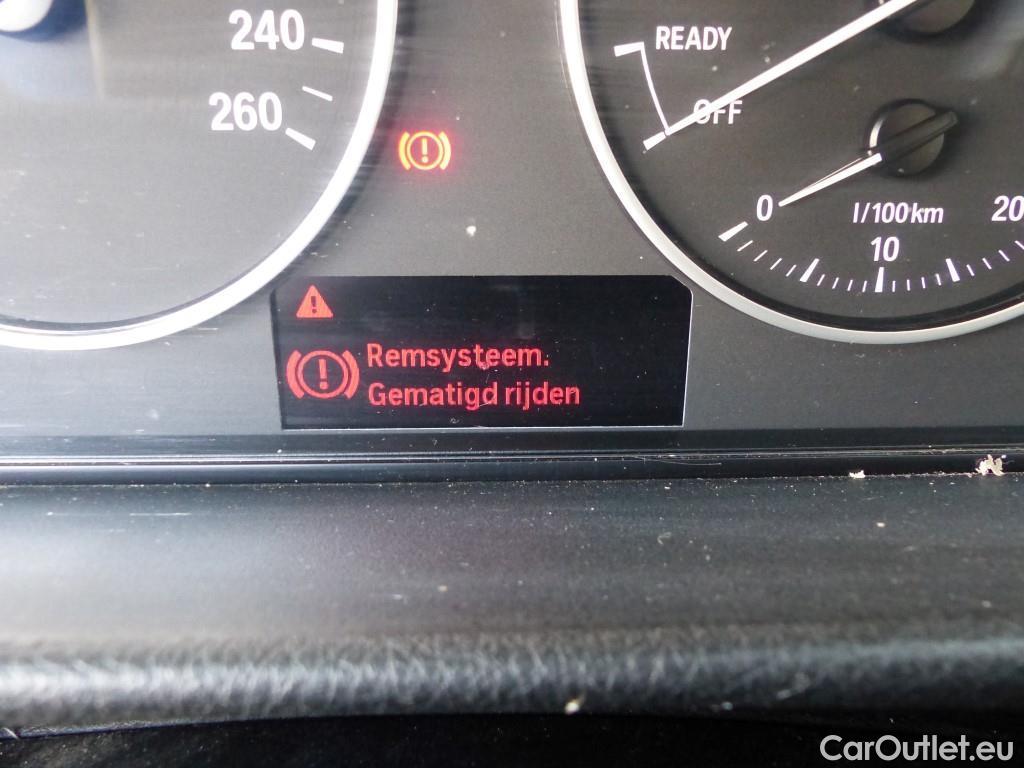 240
260
READY
OFF
0
l/100km
20
10
Remsysteem.
Gematigd rijden
CarOutlet.eu